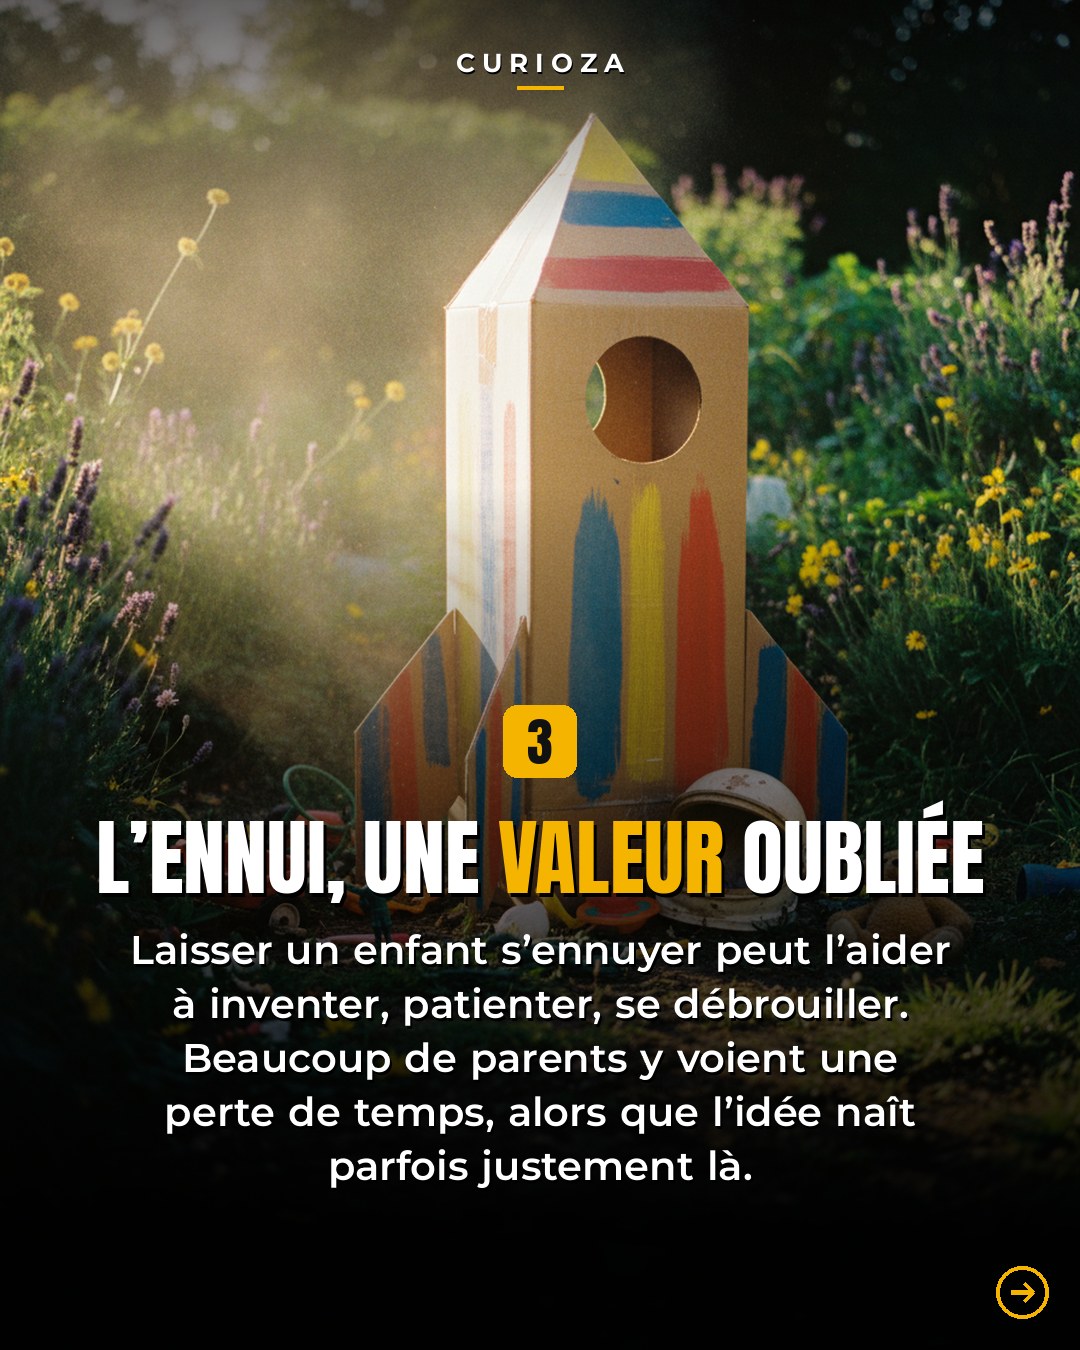 CURIOZA
3
L’ENNUI, UNE VALEUR OUBLIÉE
Laisser un enfant s’ennuyer peut l’aider
à inventer, patienter, se débrouiller.
Beaucoup de parents y voient une
perte de temps, alors que l’idée naît
parfois justement là.